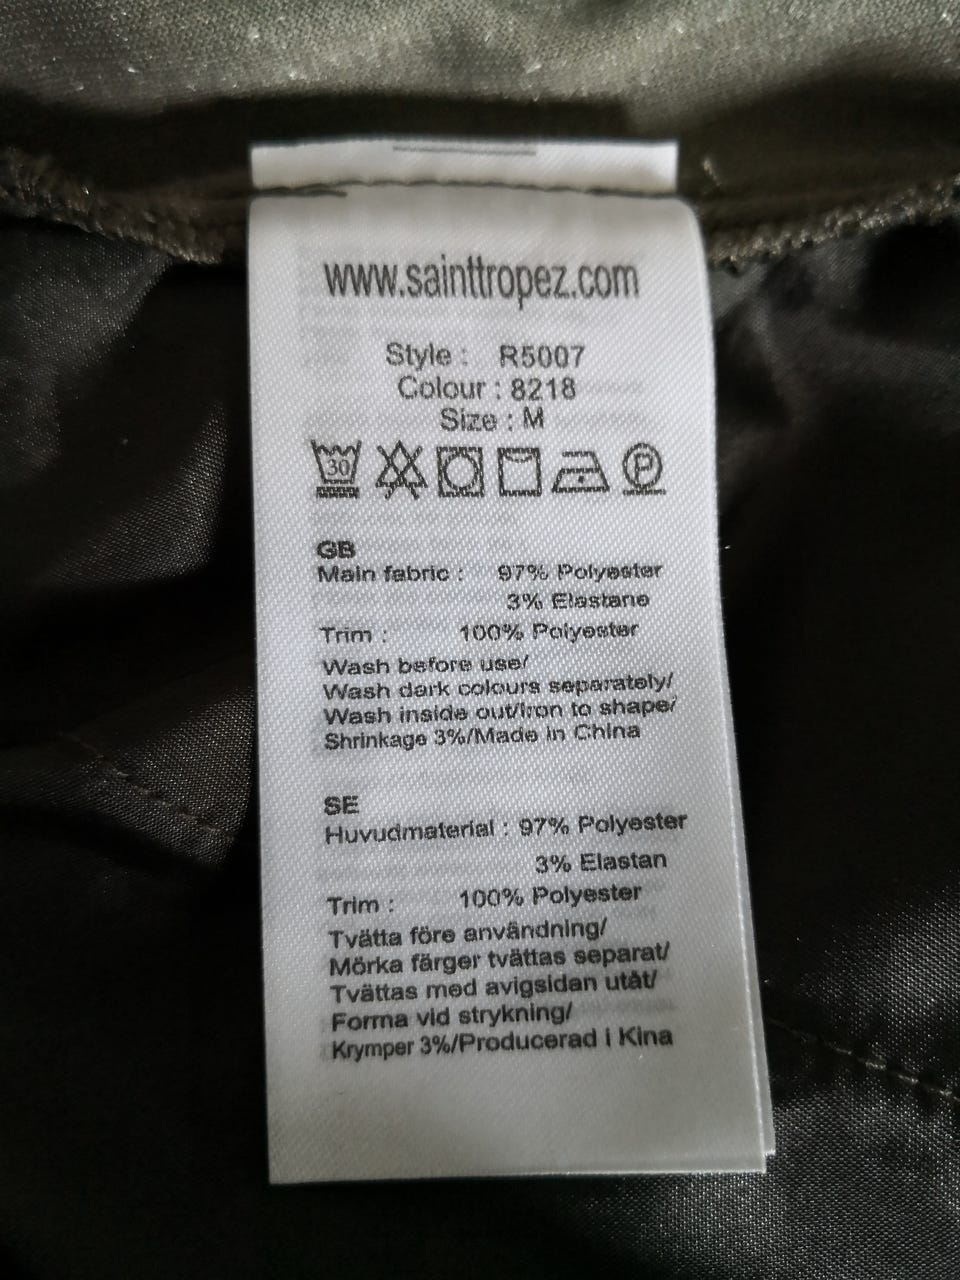 www.sainttropez.com
Style : R5007
Colour : 8218
Size : M
30 P
GB
Main fabric : 97% Polyester
3% Elastane
Trim : 100% Polyester
Wash before use/
Wash dark colours separately/
Wash inside out/Iron to shape/
Shrinkage 3%/Made in China
SE
Huvudmaterial : 97% Polyester
3% Elastan
Trim : 100% Polyester
Tvätta före användning/
Mörka färger tvättas separat/
Tvättas med avigsidan utåt/
Forma vid strykning/
Krymper 3%/Producerad i Kina